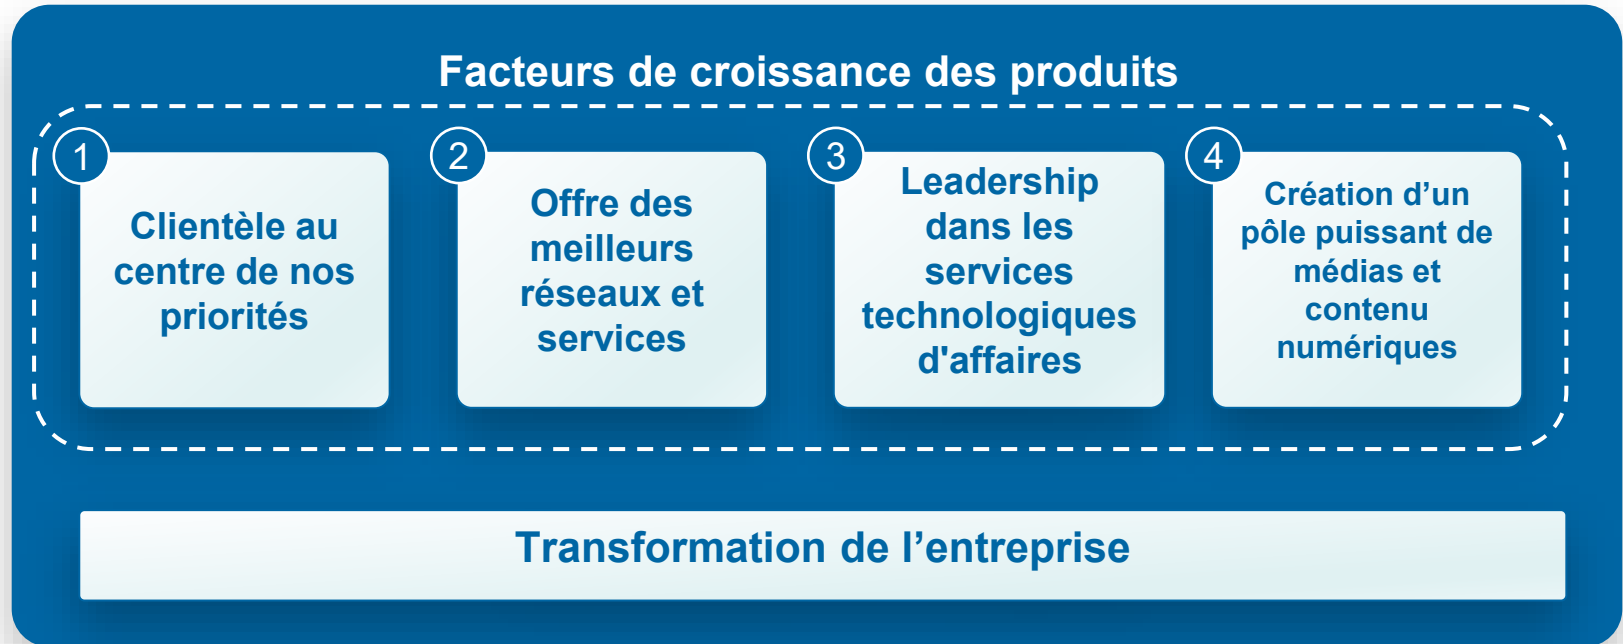 Facteurs de croissance des produits
1
Clientèle au
centre de nos
priorités
2
Offre des
meilleurs
réseaux et
services
3
Leadership
dans les
services
technologiques
d'affaires
4
Création d’un
pôle puissant de
médias et
contenu
numériques
Transformation de l’entreprise